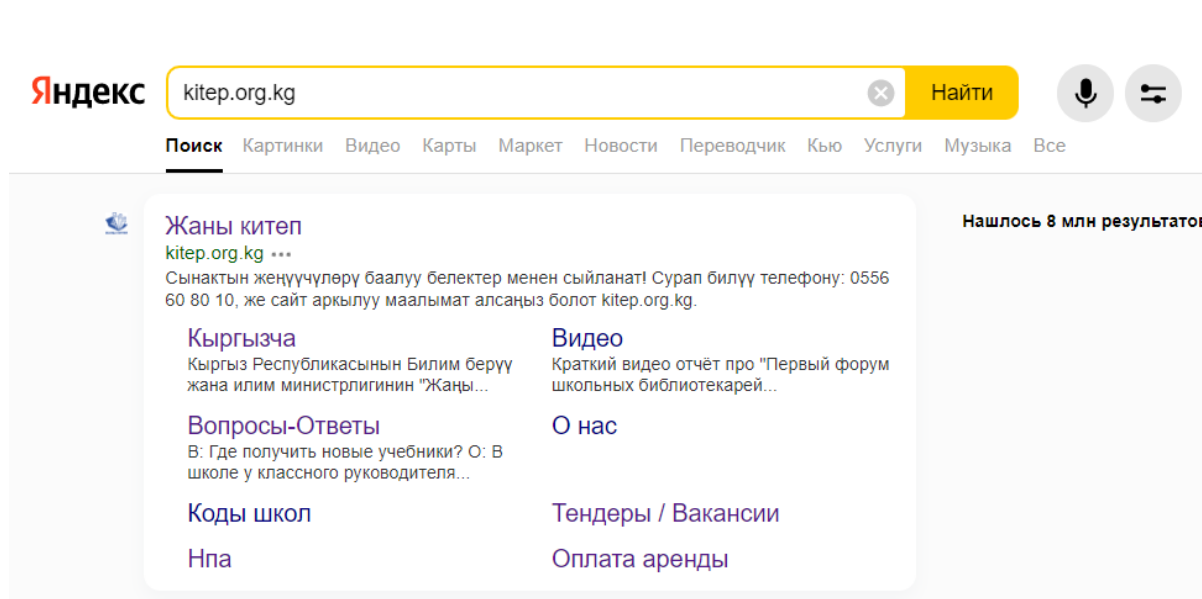 Яндекс
kitep.org.kg
Найти
Поиск Картинки Видео Карты Маркет Новости Переводчик Кью Услуги Музыка Все
Жаны китеп
kitep.org.kg
Сынактын жеңүүчүлөрү баалуу белектер менен сыйланат! Сурап билүү телефону: 0556
60 80 10, же сайт аркылуу маалымат алсаңыз болот kitep.org.kg.
Нашлось 8 млн результатов
Кыргызча
Кыргыз Республикасынын Билим берүү
жана илим министрлигинин "Жаңы...
Видео
Краткий видео отчёт про "Первый форум
школьных библиотекарей...
Вопросы-Ответы
В: Где получить новые учебники? О: В
школе у классного руководителя...
О нас
Коды школ
Тендеры / Вакансии
Нпа
Оплата аренды